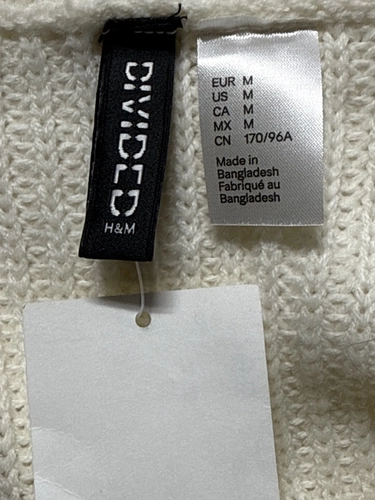 DIVIDED
H&M
EUR M
US M
CA M
MX M
CN 170/96A
Made in
Bangladesh
Fabriqué au
Bangladesh